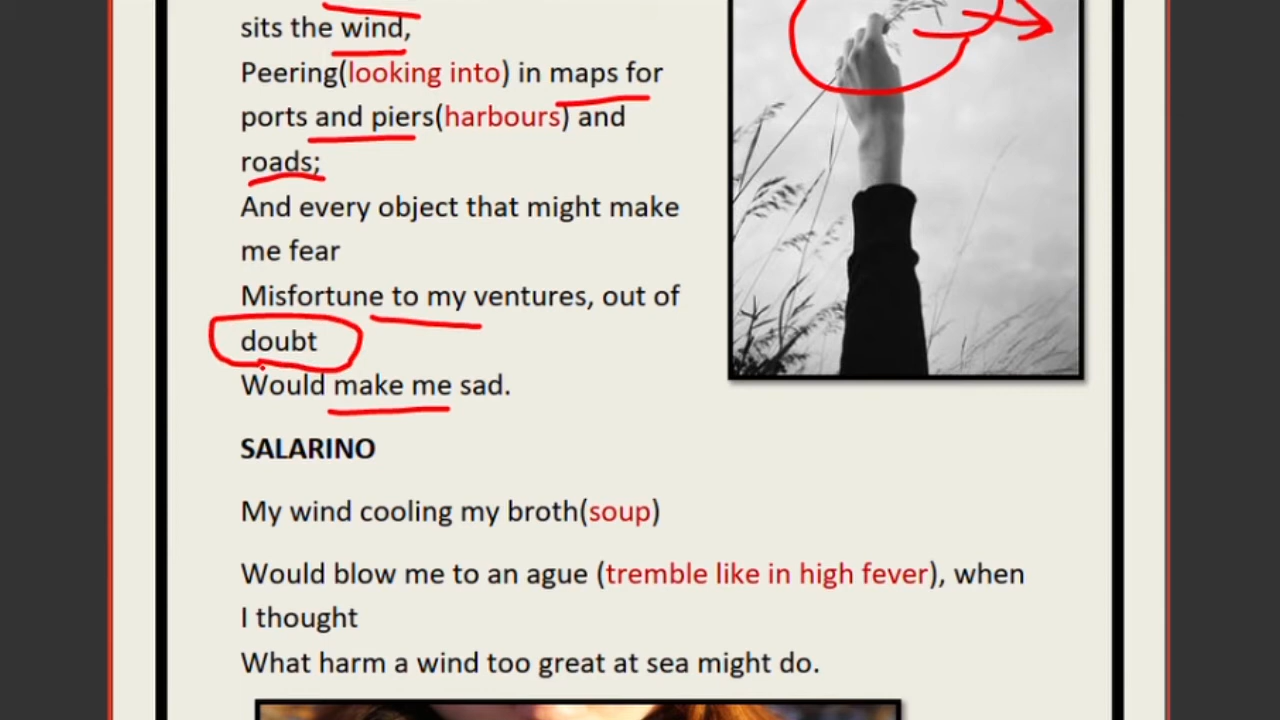 sits the wind,
Peering(looking into) in maps for
ports and piers(harbours) and
roads;
And every object that might make
me fear
Misfortune to my ventures, out of
doubt
Would make me sad.
SALARINO
My wind cooling my broth(soup)
Would blow me to an ague (tremble like in high fever), when
I thought
What harm a wind too great at sea might do.